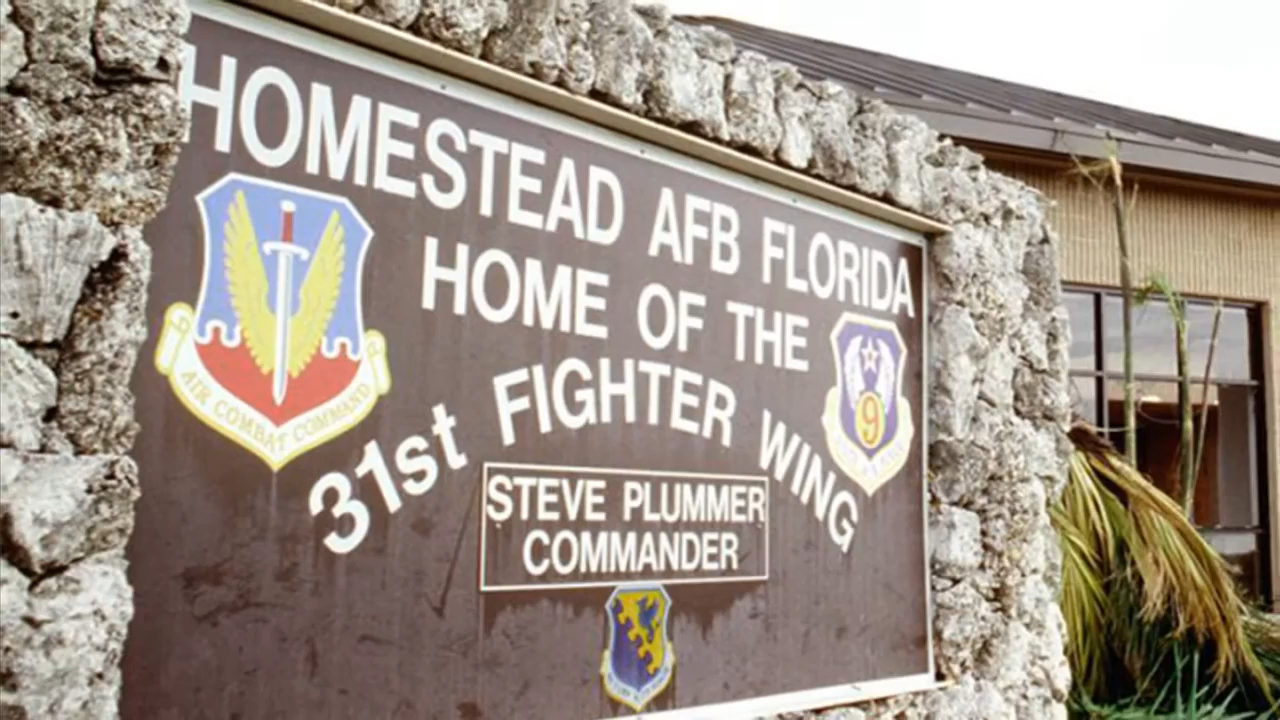 HOMESTEAD AFB FLORIDA
HOME OF THE
31st FIGHTER WING
AIR COMBAT COMMAND
9
STEVE PLUMMER
COMMANDER